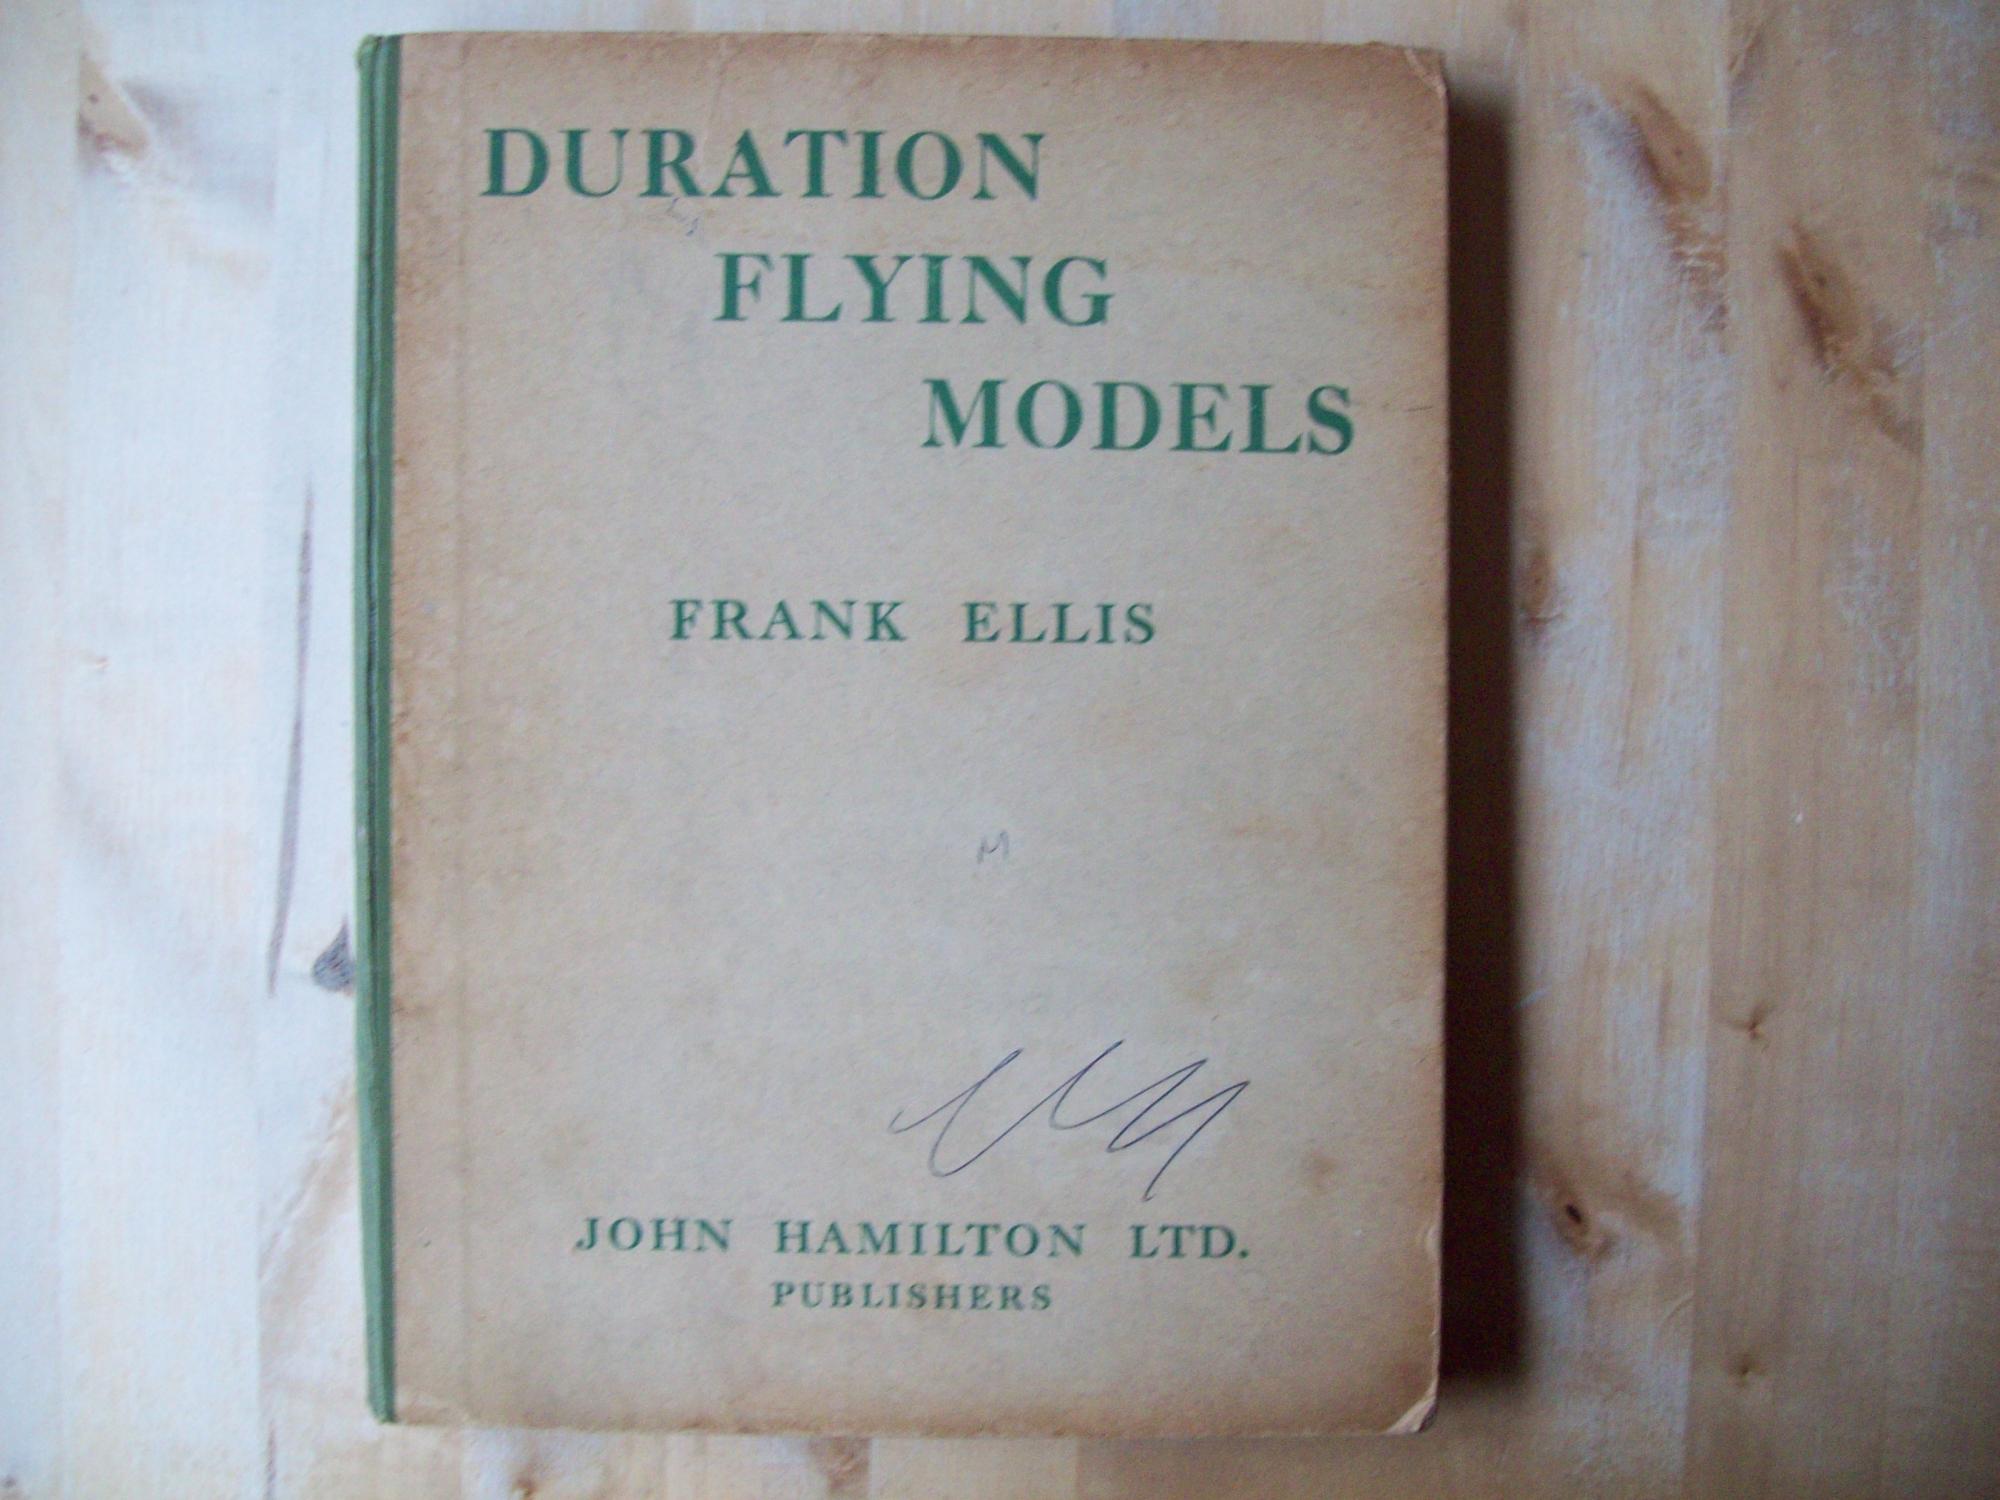 DURATION
FLYING
MODELS
FRANK ELLIS
M
JOHN HAMILTON LTD.
PUBLISHERS